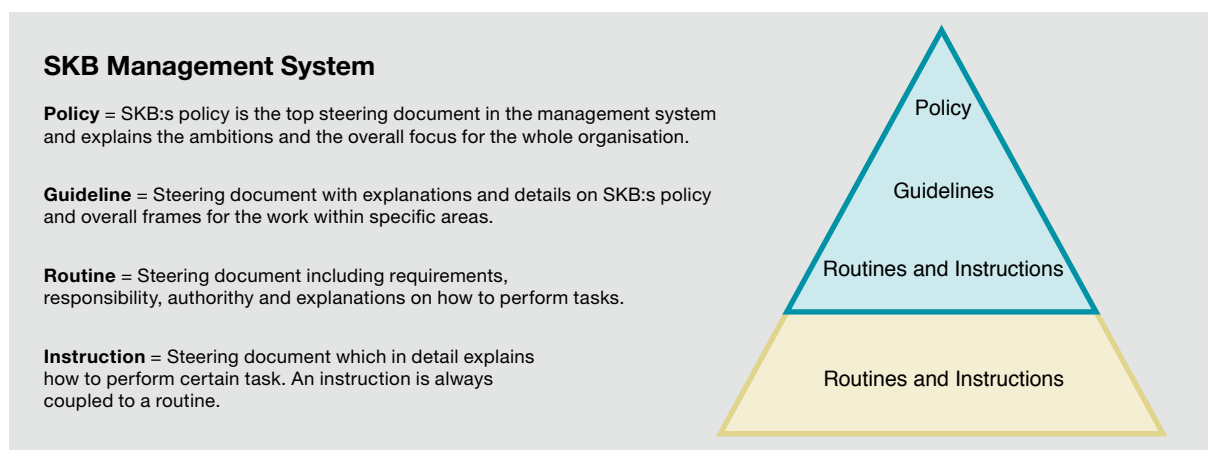 SKB Management System
Policy = SKB:s policy is the top steering document in the management system
and explains the ambitions and the overall focus for the whole organisation.
Guideline = Steering document with explanations and details on SKB:s policy
and overall frames for the work within specific areas.
Routine = Steering document including requirements,
responsibility, authorithy and explanations on how to perform tasks.
Instruction = Steering document which in detail explains
how to perform certain task. An instruction is always
coupled to a routine.
Policy
Guidelines
Routines and Instructions
Routines and Instructions